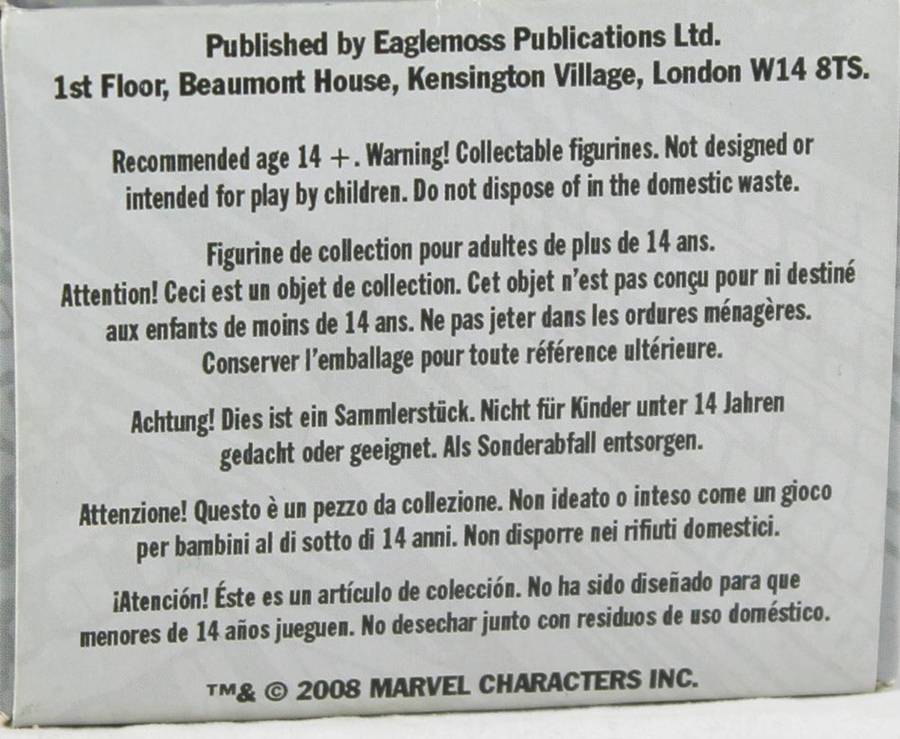 Published by Eaglemoss Publications Ltd.
1st Floor, Beaumont House, Kensington Village, London W14 8TS.
Recommended age 14 +. Warning! Collectable figurines. Not designed or
intended for play by children. Do not dispose of in the domestic waste.
Figurine de collection pour adultes de plus de 14 ans.
Attention! Ceci est un objet de collection. Cet objet n'est pas conçu pour ni destiné
aux enfants de moins de 14 ans. Ne pas jeter dans les ordures ménagères.
Conserver l'emballage pour toute référence ultérieure.
Achtung! Dies ist ein Sammlerstück. Nicht für Kinder unter 14 Jahren
gedacht oder geeignet. Als Sonderabfall entsorgen.
Attenzione! Questo è un pezzo da collezione. Non ideato o inteso come un gioco
per bambini al di sotto di 14 anni. Non disporre nei rifiuti domestici.
¡Atención! Éste es un artículo de colección. No ha sido diseñado para que
menores de 14 años jueguen. No desechar junto con residuos de uso doméstico.
™& © 2008 MARVEL CHARACTERS INC.